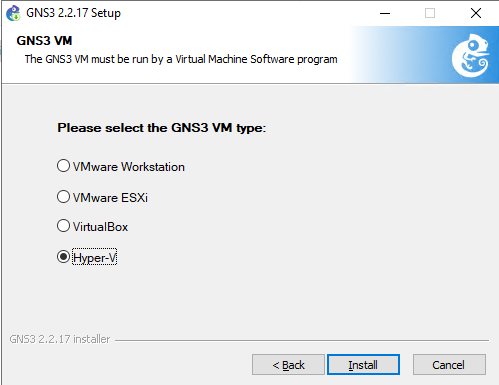 GNS3 2.2.17 Setup
GNS3 VM
The GNS3 VM must be run by a Virtual Machine Software program
Please select the GNS3 VM type:
VMware Workstation
VMware ESXi
VirtualBox
Hyper-V
GNS3 2.2.17 installer
< Back
Install
Cancel